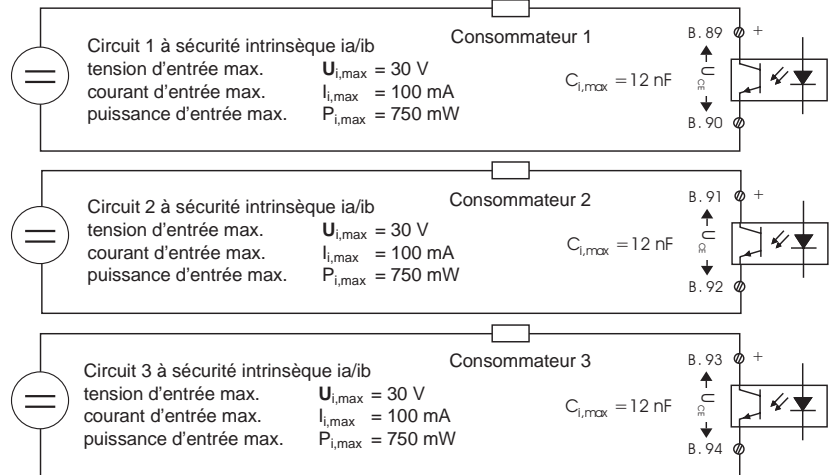 Consommateur 1
Circuit 1 à sécurité intrinsèque ia/ib
tension d'entrée max. Ui,max = 30 V
courant d'entrée max. Ii,max = 100 mA
puissance d'entrée max. Pi,max = 750 mW
Ci,max = 12 nF
B.89 +
UCE
B.90
Consommateur 2
Circuit 2 à sécurité intrinsèque ia/ib
tension d'entrée max. Ui,max = 30 V
courant d'entrée max. Ii,max = 100 mA
puissance d'entrée max. Pi,max = 750 mW
Ci,max = 12 nF
B.91 +
UCE
B.92
Consommateur 3
Circuit 3 à sécurité intrinsèque ia/ib
tension d'entrée max. Ui,max = 30 V
courant d'entrée max. Ii,max = 100 mA
puissance d'entrée max. Pi,max = 750 mW
Ci,max = 12 nF
B.93 +
UCE
B.94